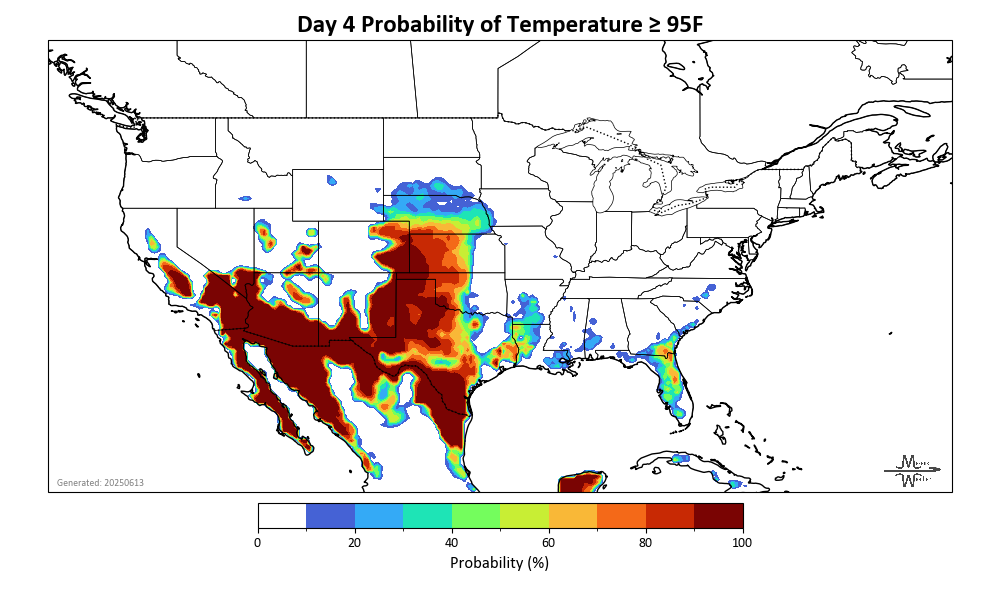 Day 4 Probability of Temperature ≥ 95F
Generated: 20250613
0 20 40 60 80 100
Probability (%)